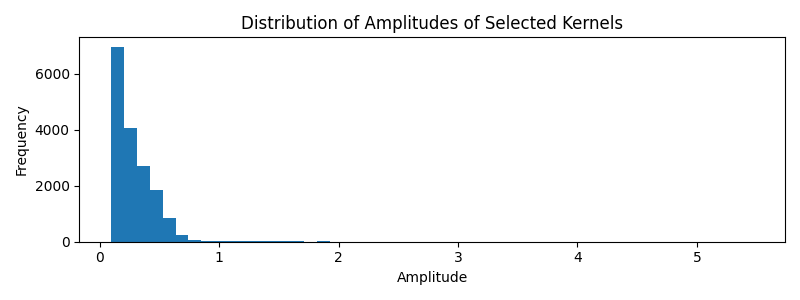 Distribution of Amplitudes of Selected Kernels
Frequency
6000
4000
2000
0
0 1 2 3 4 5
Amplitude